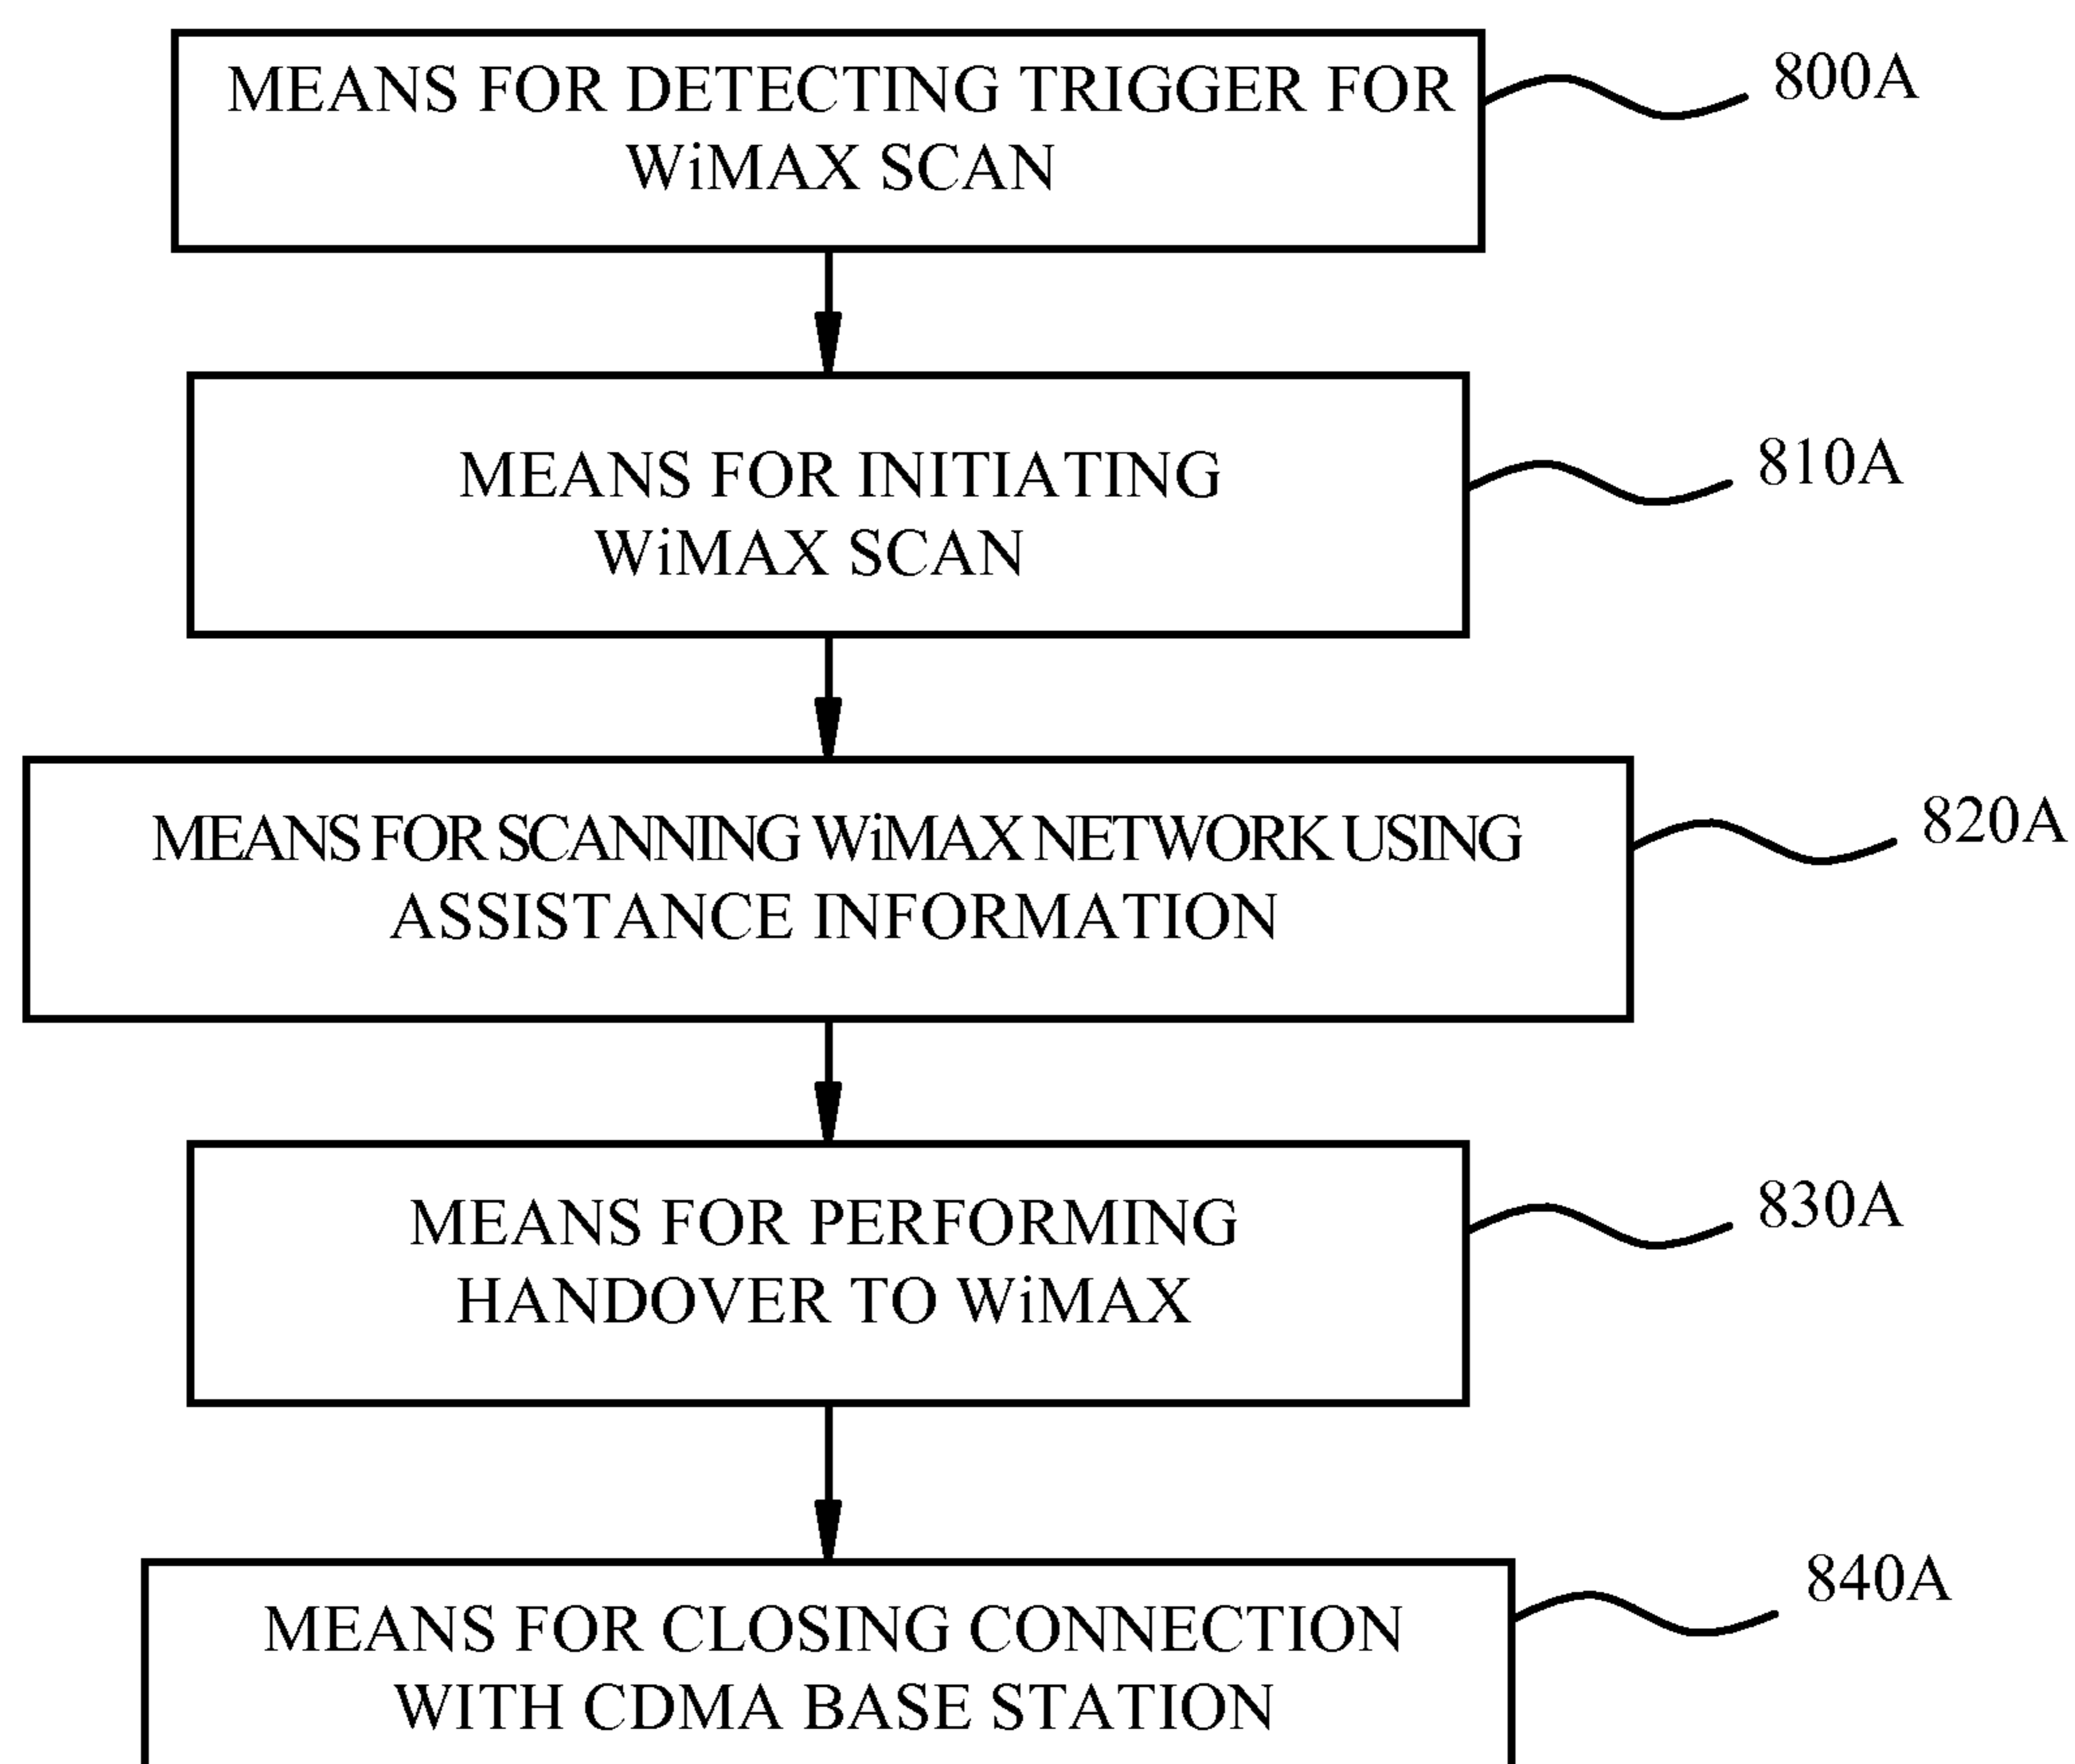 MEANS FOR DETECTING TRIGGER FOR
WiMAX SCAN
800A
MEANS FOR INITIATING
WiMAX SCAN
810A
MEANS FOR SCANNING WiMAX NETWORK USING
ASSISTANCE INFORMATION
820A
MEANS FOR PERFORMING
HANDOVER TO WiMAX
830A
MEANS FOR CLOSING CONNECTION
WITH CDMA BASE STATION
840A